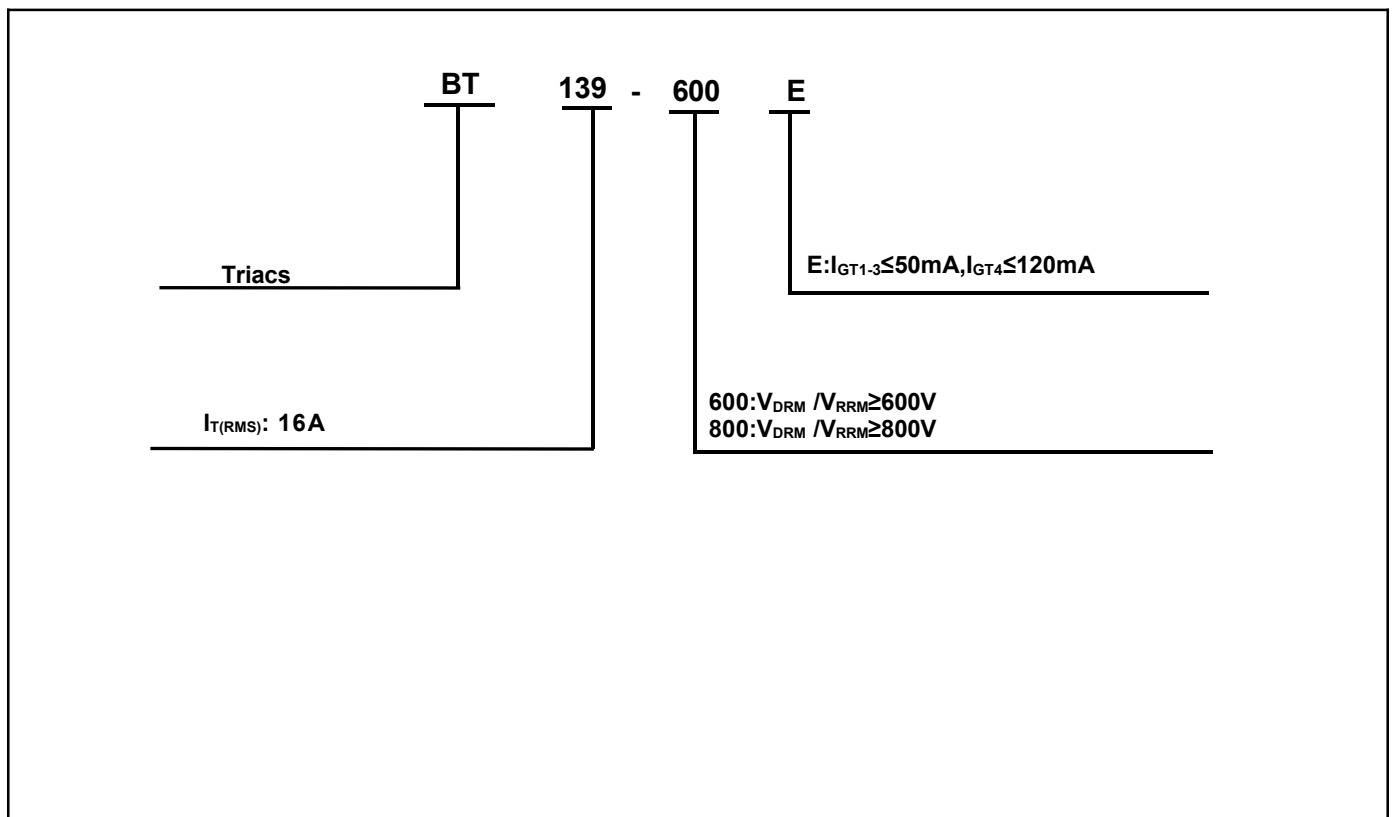 BT 139 - 600 E
E:IGT1-3≤50mA,IGT4≤120mA
Triacs
600:VDRM /VRRM≥600V
800:VDRM /VRRM≥800V
IT(RMS): 16A